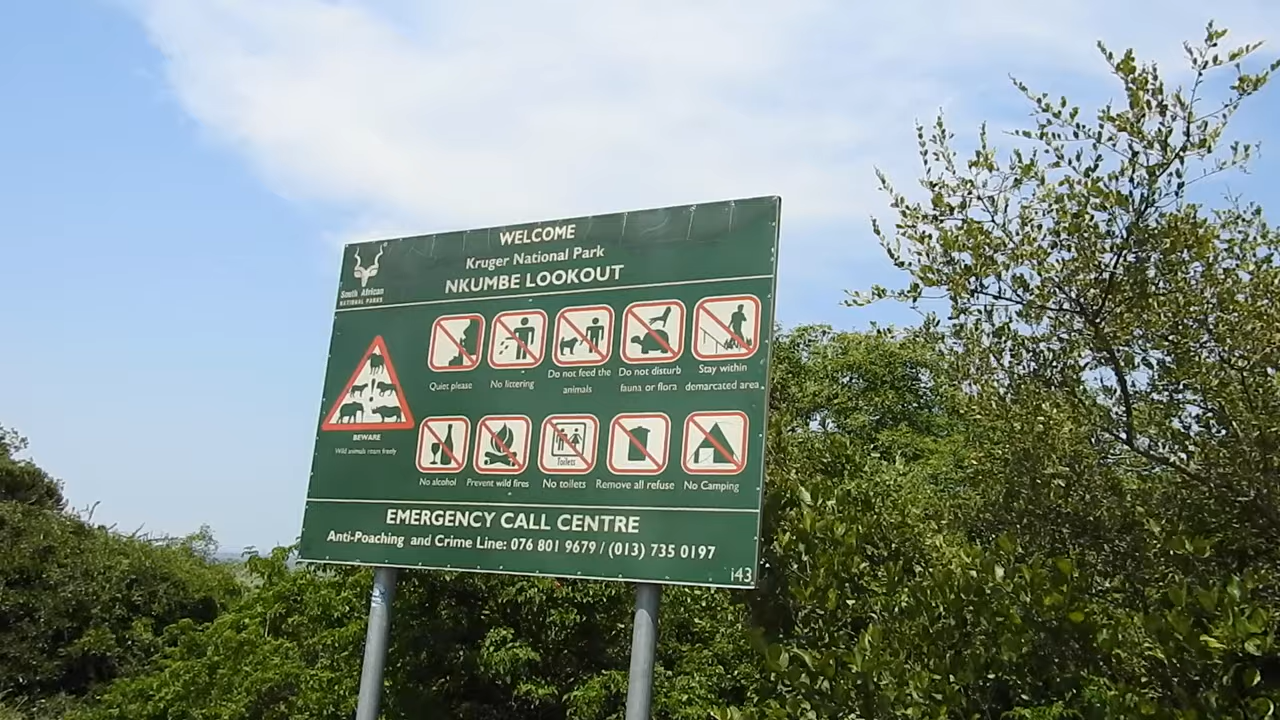 WELCOME
Kruger National Park
NKUMBE LOOKOUT
South African
NATIONAL PARKS
Quiet please
No littering
Do not feed the
animals
Do not disturb
fauna or flora
Stay within
demarcated area
BEWARE
Wild animals roam freely
No alcohol
Prevent wild fires
Toilets
No toilets
Remove all refuse
No Camping
EMERGENCY CALL CENTRE
Anti-Poaching and Crime Line: 076 801 9679 / (013) 735 0197
i43